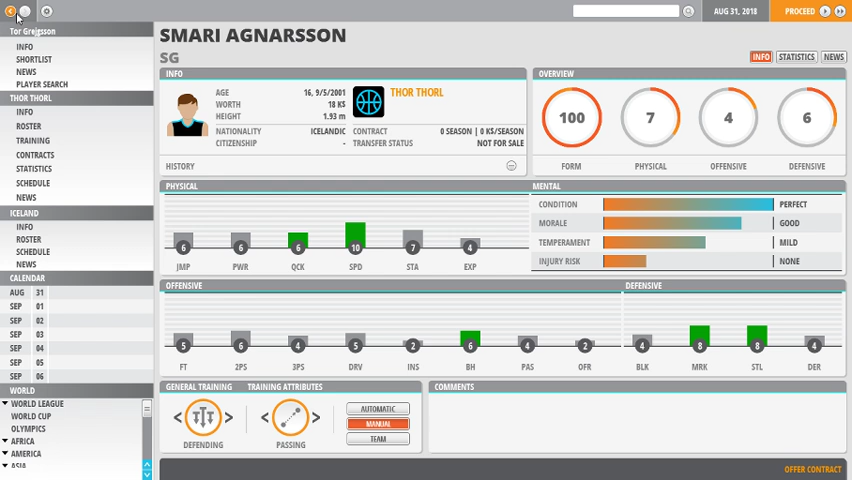 AUG 31, 2018
PROCEED
Tor Grejgsson
INFO
SHORTLIST
NEWS
PLAYER SEARCH
THOR THORL
INFO
ROSTER
TRAINING
CONTRACTS
STATISTICS
SCHEDULE
NEWS
ICELAND
INFO
ROSTER
SCHEDULE
NEWS
CALENDAR
AUG 31
SEP 01
SEP 02
SEP 03
SEP 04
SEP 05
SEP 06
WORLD
WORLD LEAGUE
WORLD CUP
OLYMPICS
AFRICA
AMERICA
ASIA
SMARI AGNARSSON
SG
INFO STATISTICS NEWS
INFO
AGE 16, 9/5/2001
WORTH 18 K$
HEIGHT 1.93 m
NATIONALITY ICELANDIC
CITIZENSHIP -
THOR THORL
CONTRACT 0 SEASON | 0 K$/SEASON
TRANSFER STATUS NOT FOR SALE
HISTORY
OVERVIEW
100 7 4 6
FORM PHYSICAL OFFENSIVE DEFENSIVE
PHYSICAL
6 6 6 10 7 4
JMP PWR QCK SPD STA EXP
MENTAL
CONDITION PERFECT
MORALE GOOD
TEMPERAMENT MILD
INJURY RISK NONE
OFFENSIVE
5 6 4 5 2 6 4 2
FT 2PS 3PS DRV INS BH PAS OFR
DEFENSIVE
4 8 8 4
BLK MRK STL DER
GENERAL TRAINING TRAINING ATTRIBUTES
< > < >
DEFENDING PASSING
AUTOMATIC
MANUAL
TEAM
COMMENTS
OFFER CONTRACT